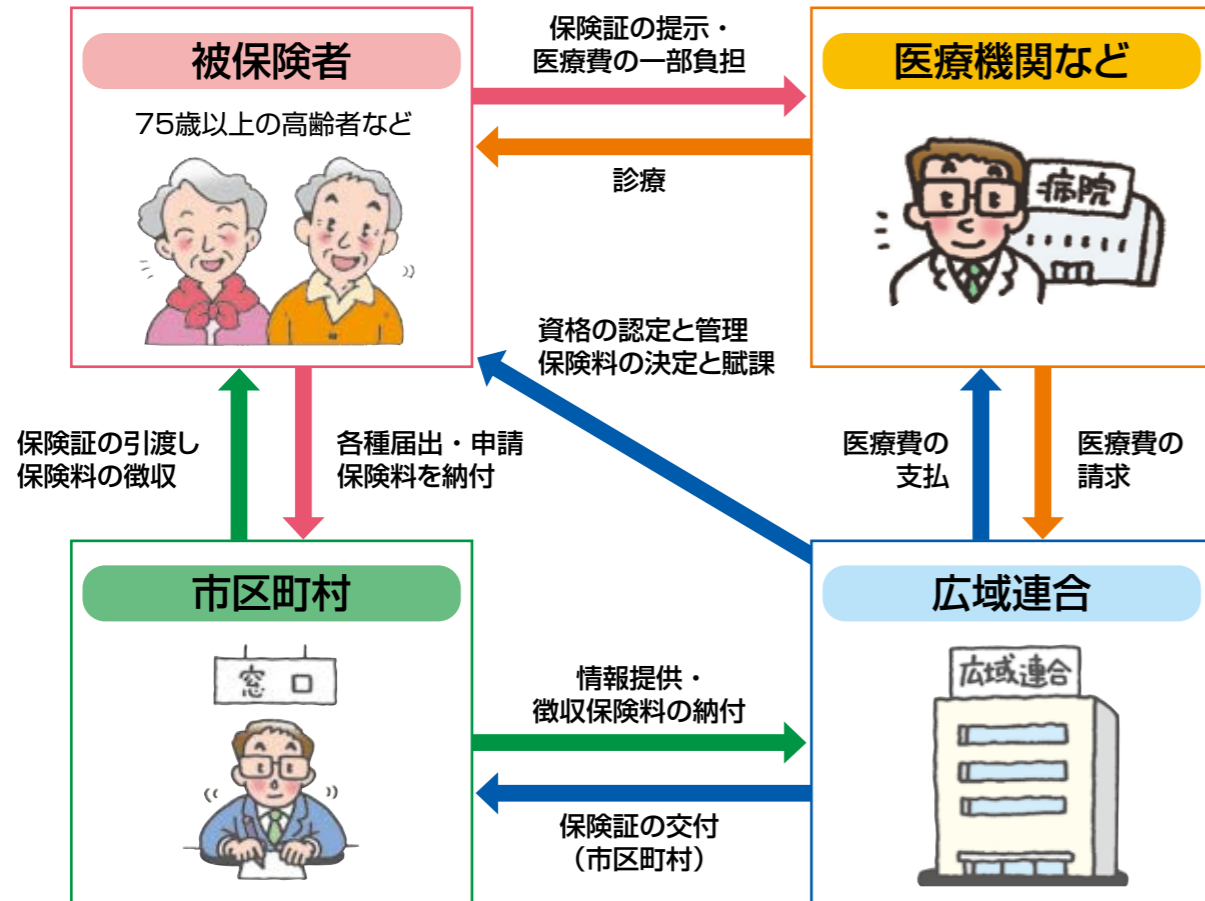 被保険者
75歳以上の高齢者など
保険証の提示・
医療費の一部負担
診療
医療機関など
病院
資格の認定と管理
保険料の決定と賦課
保険証の引渡し
保険料の徴収
各種届出・申請
保険料を納付
医療費の
支払
医療費の
請求
市区町村
窓口
情報提供・
徴収保険料の納付
保険証の交付
（市区町村）
広域連合
広域連合